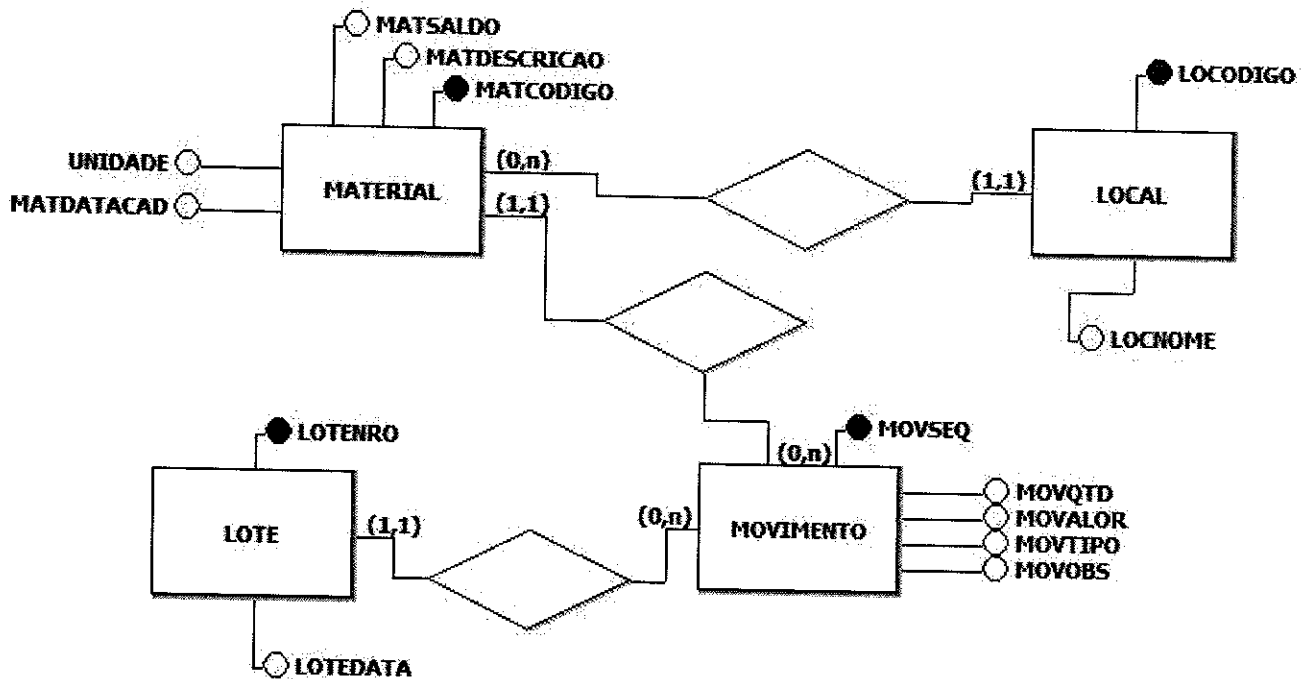 MATSALDO
MATDESCRICAO
MATCODIGO
LOCODIGO
UNIDADE
MATDATACAD
MATERIAL
(0,n)
(1,1)
(1,1)
LOCAL
LOCNOME
LOTENRO
MOVSEQ
(0,n)
LOTE
(1,1)
(0,n)
MOVIMENTO
MOVQTD
MOVALOR
MOVTIPO
MOVOBS
LOTEDATA